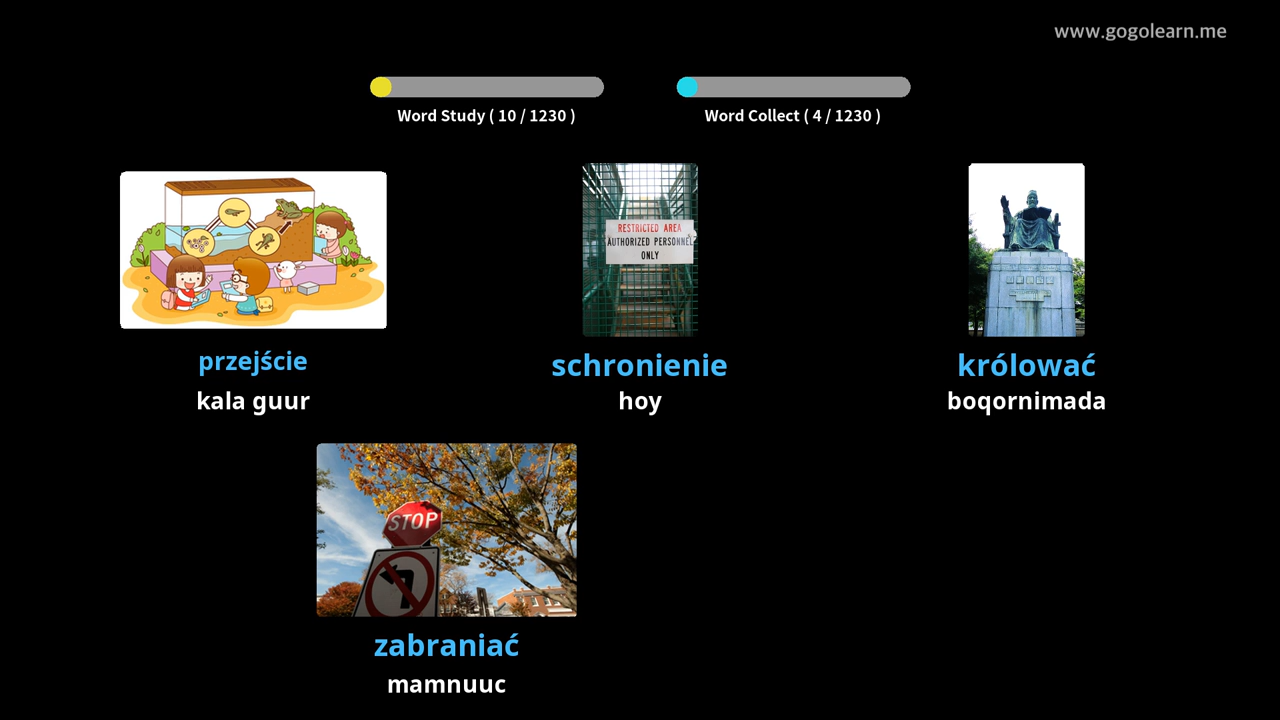 www.gogolearn.me
Word Study ( 10 / 1230 )
Word Collect ( 4 / 1230 )
RESTRICTED AREA
AUTHORIZED PERSONNEL
ONLY
przejście
kala guur
schronienie
hoy
królować
boqornimada
STOP
zabraniać
mamnuuc